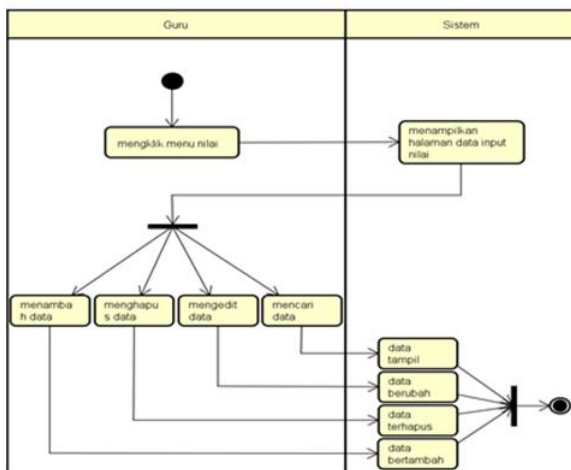 Guru
Sistem
mengklik menu nilai
menampilkan
halaman data input
nilai
menamba
h data
menghapu
s data
mengedit
data
mencari
data
data
tampil
data
berubah
data
terhapus
data
bertambah